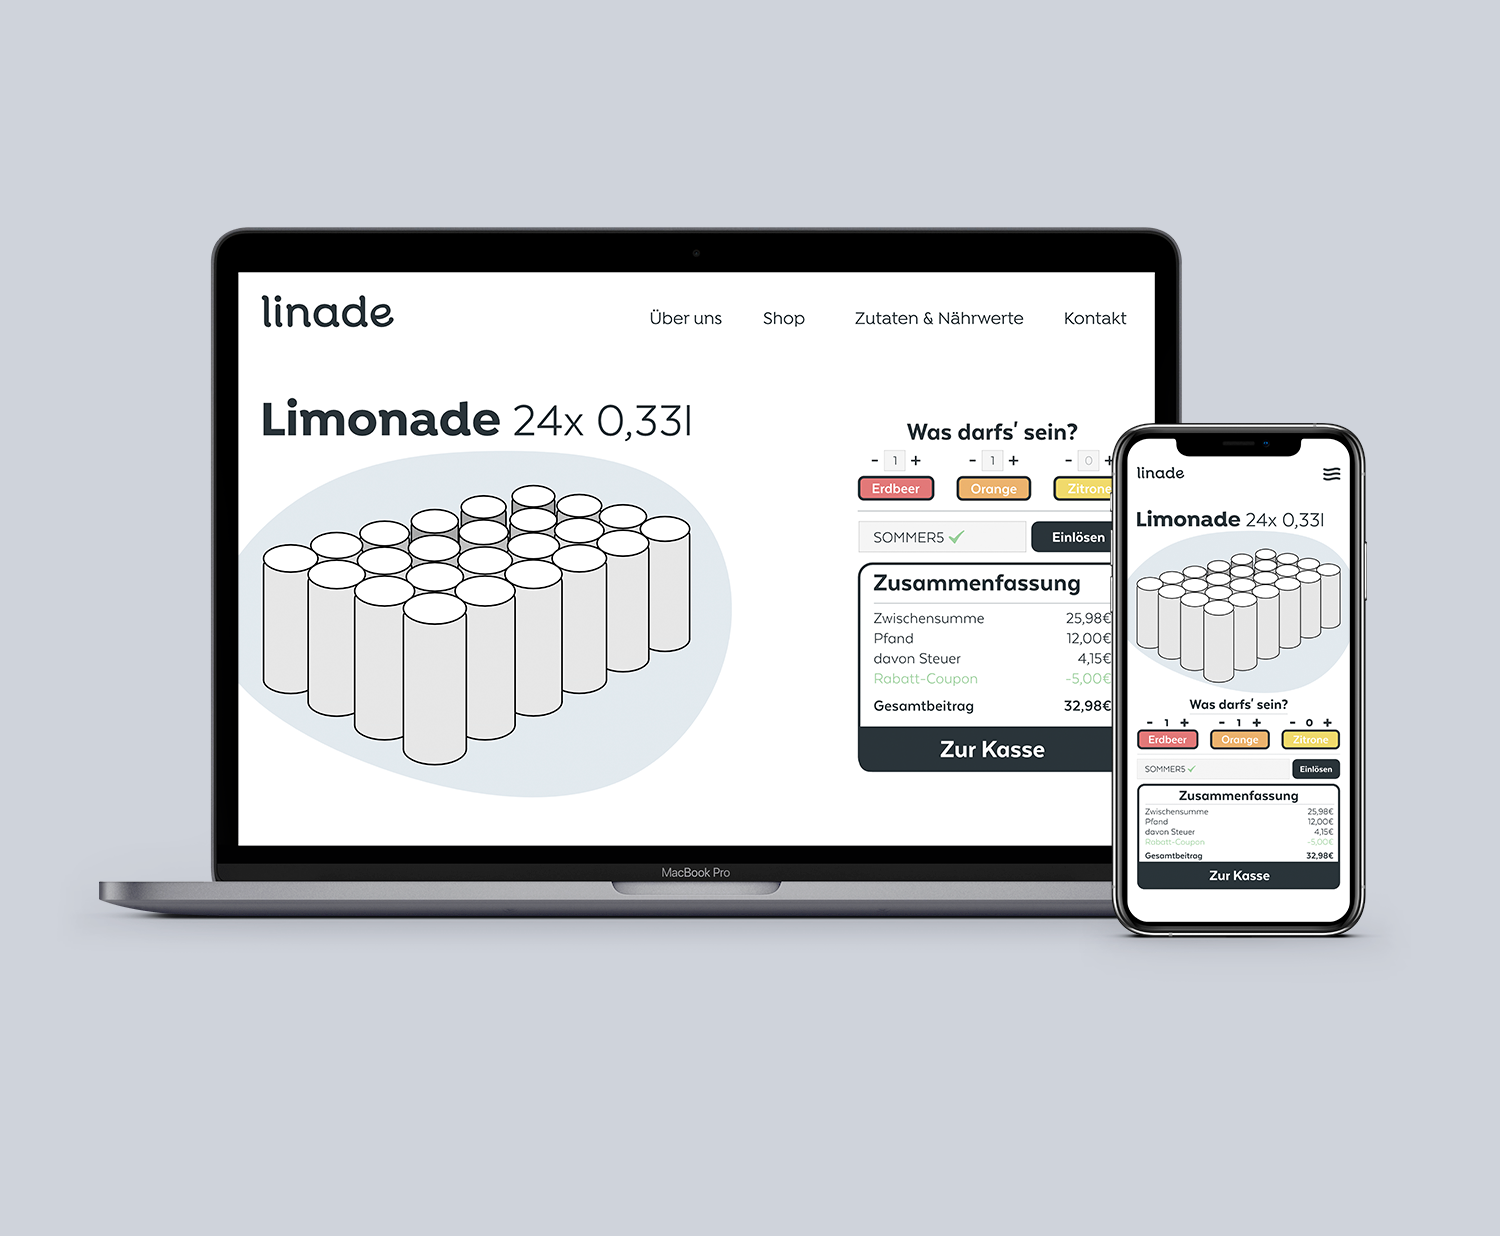 linade
Über uns Shop Zutaten & Nährwerte Kontakt
Limonade 24x 0,33l
Was darfs' sein?
- 1 + - 1 + - 0 +
Erdbeer Orange Zitrone
SOMMER5 Einlösen
Zusammenfassung
Zwischensumme 25,98€
Pfand 12,00€
davon Steuer 4,15€
Rabatt-Coupon -5,00€
Gesamtbeitrag 32,98€
Zur Kasse
MacBook Pro
linade
Limonade 24x 0,33l
Was darfs' sein?
- 1 + - 1 + - 0 +
Erdbeer Orange Zitrone
SOMMER5 Einlösen
Zusammenfassung
Zwischensumme 25,98€
Pfand 12,00€
davon Steuer 4,15€
Rabatt-Coupon -5,00€
Gesamtbeitrag 32,98€
Zur Kasse